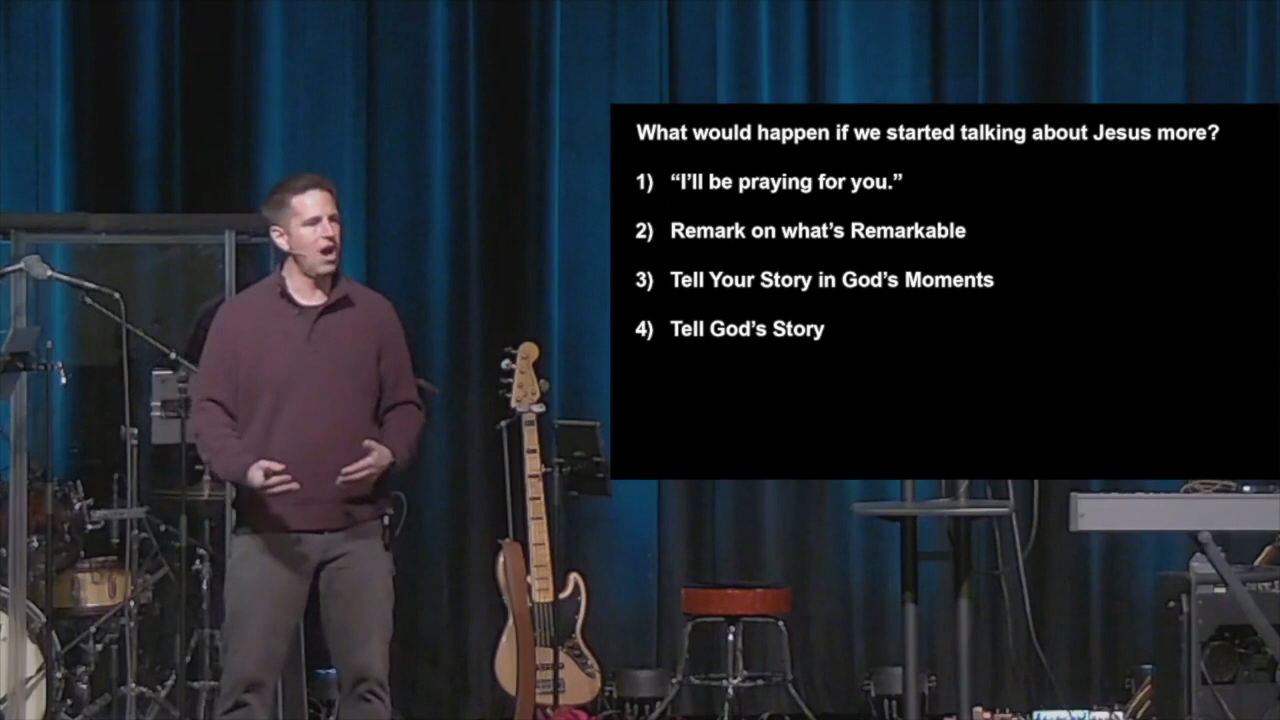 What would happen if we started talking about Jesus more?
1) “I’ll be praying for you.”
2) Remark on what’s Remarkable
3) Tell Your Story in God’s Moments
4) Tell God’s Story